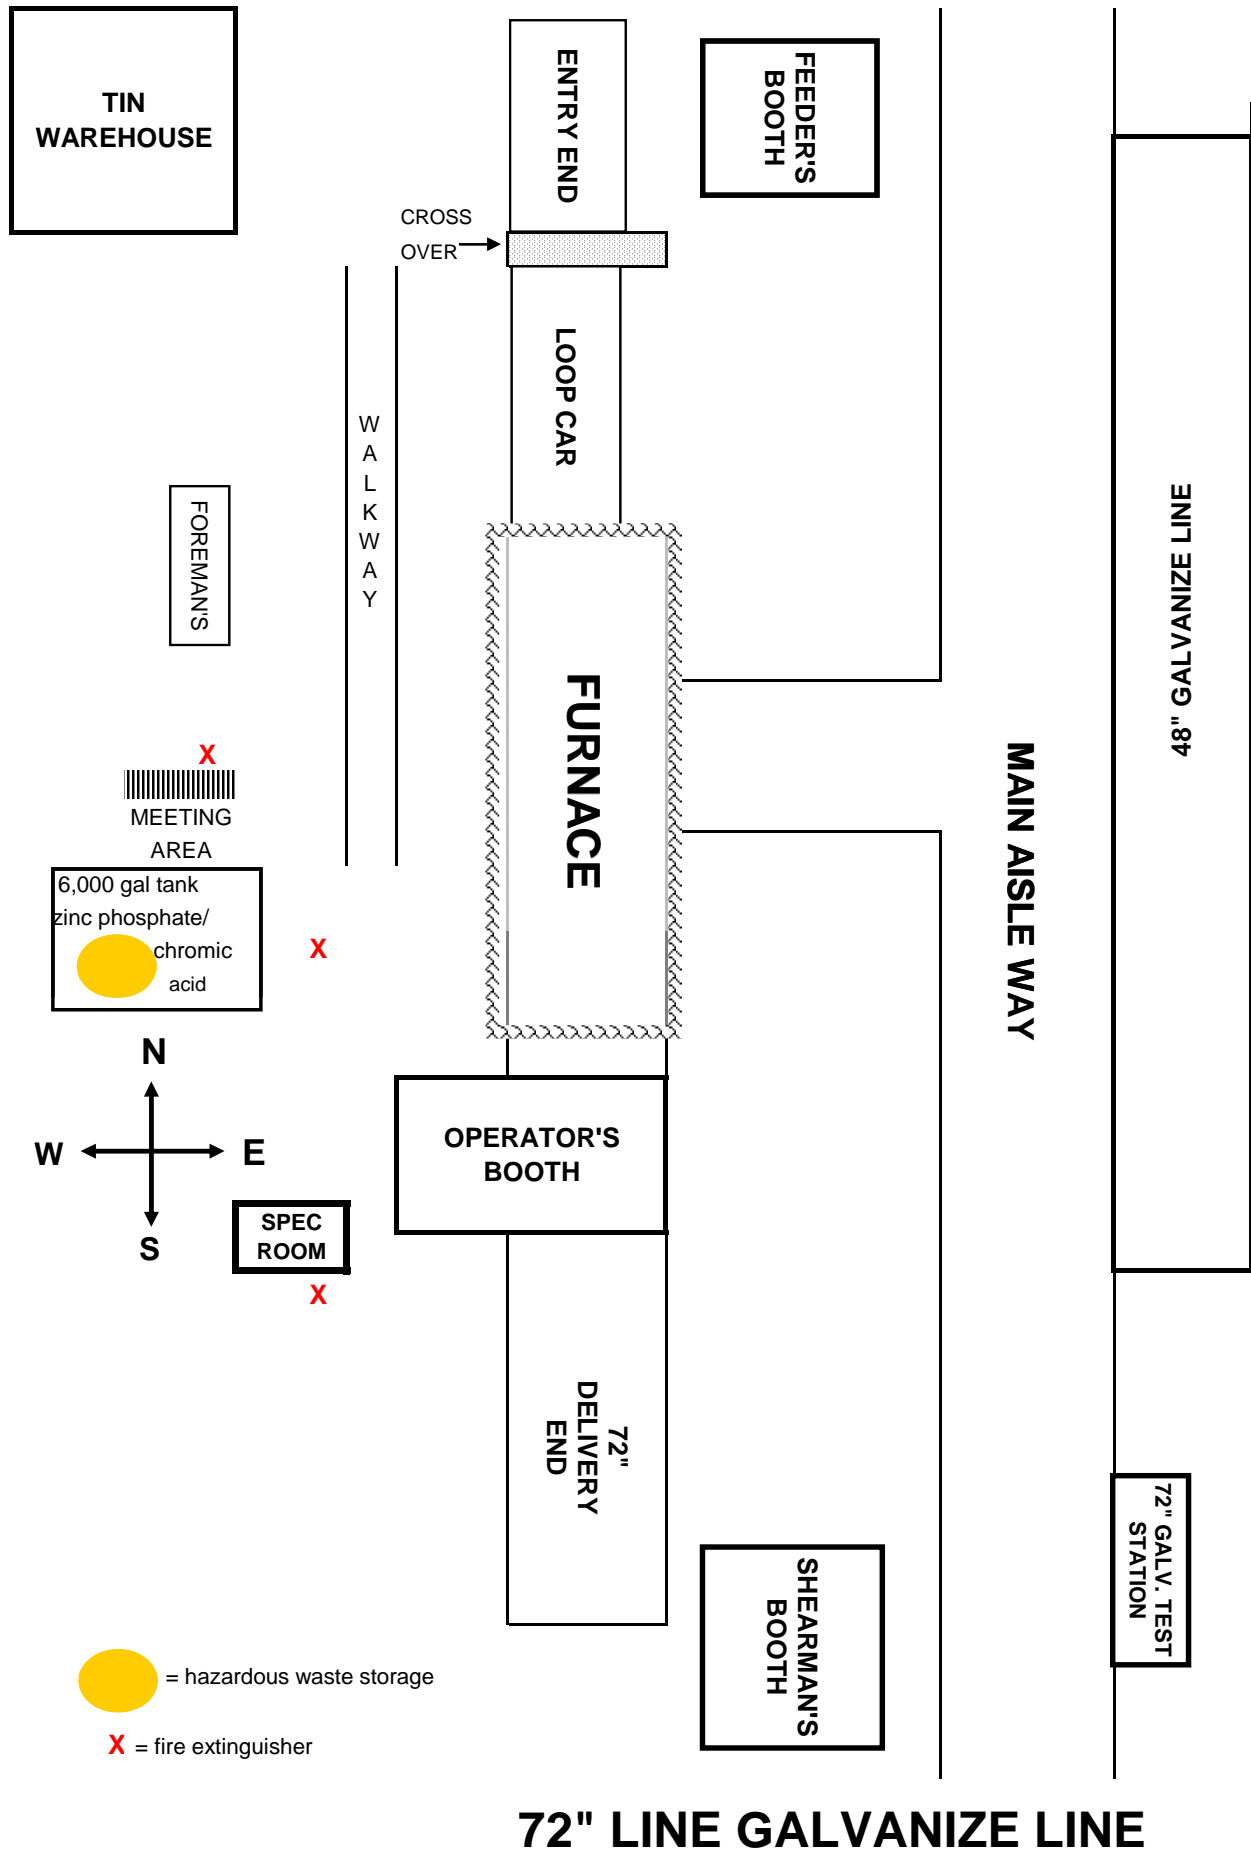 TIN
WAREHOUSE
ENTRY END
FEEDER'S
BOOTH
CROSS
OVER
LOOP CAR
W
A
L
K
W
A
Y
FOREMAN'S
48" GALVANIZE LINE
FURNACE
MAIN AISLE WAY
X
MEETING
AREA
6,000 gal tank
zinc phosphate/
chromic
acid
X
N
W E
S
OPERATOR'S
BOOTH
SPEC
ROOM
X
72"
DELIVERY
END
72" GALV. TEST
STATION
SHEARMAN'S
BOOTH
= hazardous waste storage
X = fire extinguisher
72" LINE GALVANIZE LINE